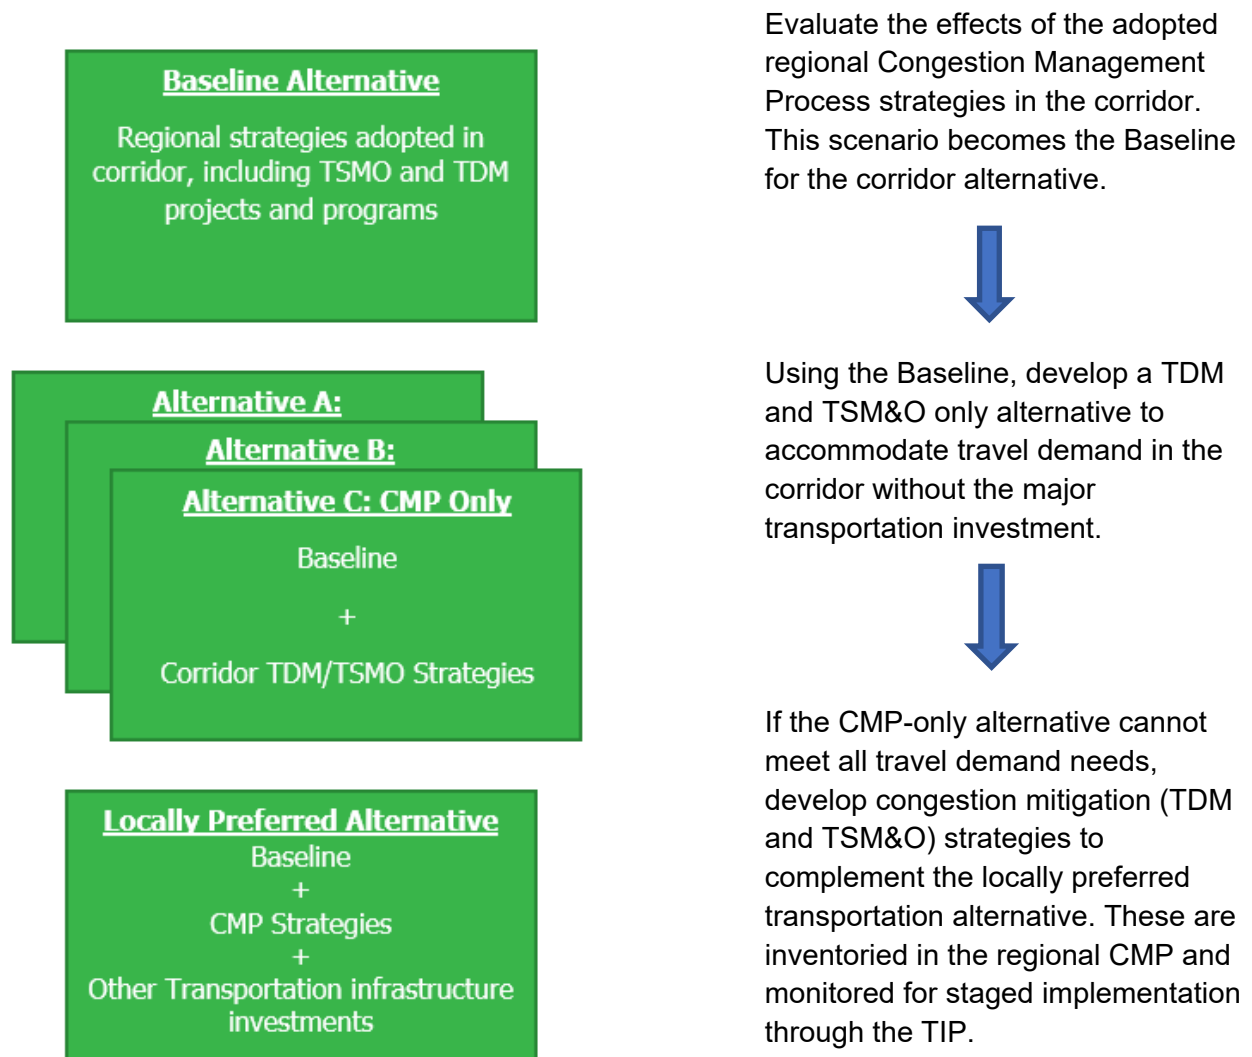 Baseline Alternative
Regional strategies adopted in
corridor, including TSMO and TDM
projects and programs
Evaluate the effects of the adopted
regional Congestion Management
Process strategies in the corridor.
This scenario becomes the Baseline
for the corridor alternative.
Alternative A:
Alternative B:
Alternative C: CMP Only
Baseline
+
Corridor TDM/TSMO Strategies
Using the Baseline, develop a TDM
and TSM&O only alternative to
accommodate travel demand in the
corridor without the major
transportation investment.
Locally Preferred Alternative
Baseline
+
CMP Strategies
+
Other Transportation infrastructure
investments
If the CMP-only alternative cannot
meet all travel demand needs,
develop congestion mitigation (TDM
and TSM&O) strategies to
complement the locally preferred
transportation alternative. These are
inventoried in the regional CMP and
monitored for staged implementation
through the TIP.